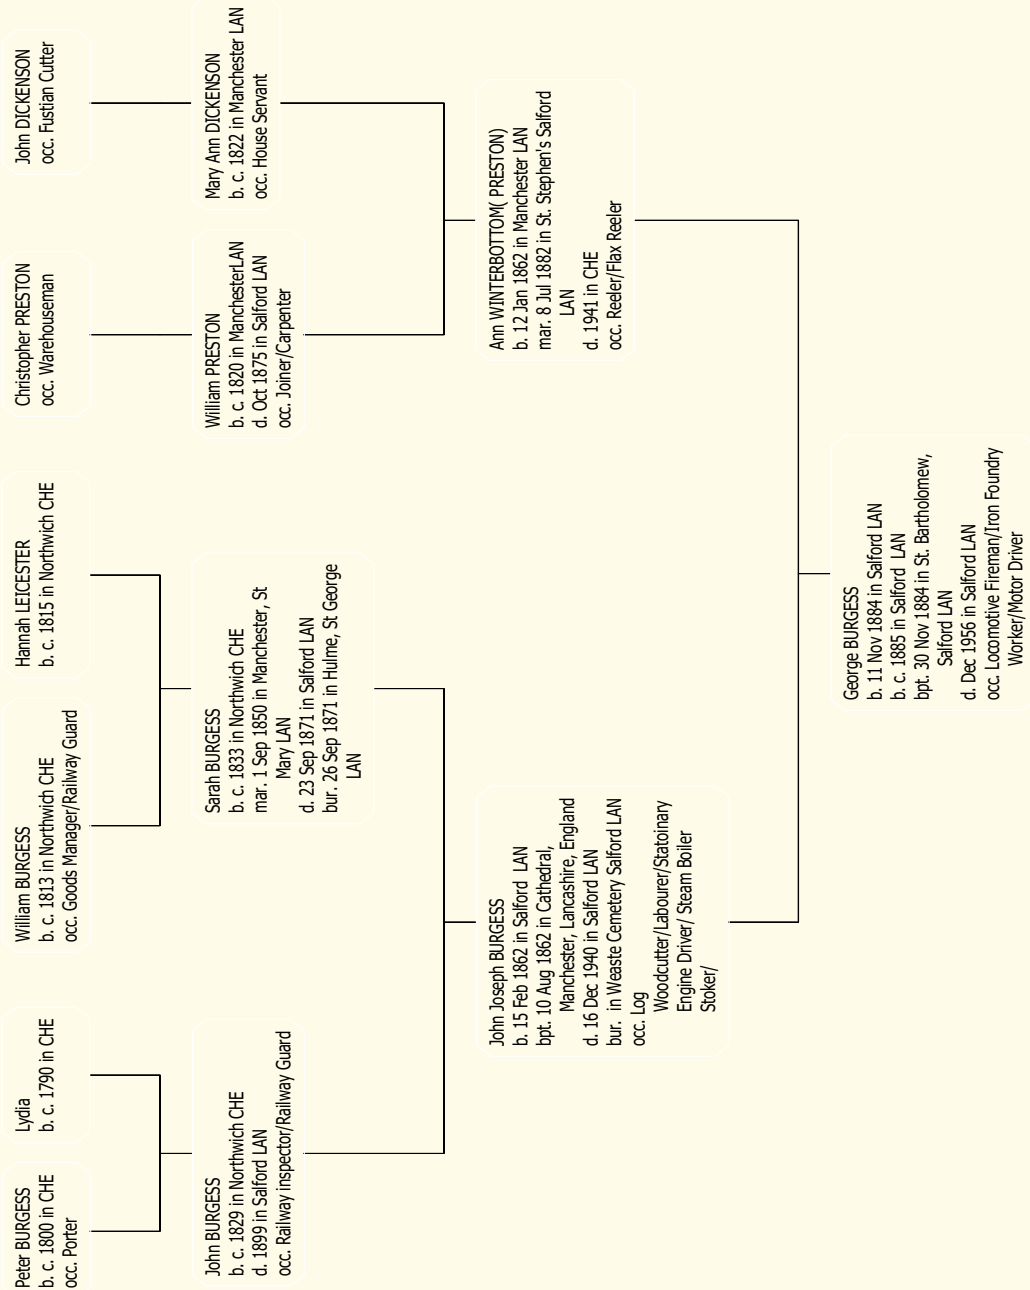 Peter BURGESS
b. c. 1800 in CHE
occ. Porter
Lydia
b. c. 1790 in CHE
William BURGESS
b. c. 1813 in Northwich CHE
occ. Goods Manager/Railway Guard
Hannah LEICESTER
b. c. 1815 in Northwich CHE
Christopher PRESTON
occ. Warehouseman
John DICKENSON
occ. Fustian Cutter
John BURGESS
b. c. 1829 in Northwich CHE
d. 1899 in Salford LAN
occ. Railway inspector/Railway Guard
Sarah BURGESS
b. c. 1833 in Northwich CHE
mar. 1 Sep 1850 in Manchester, St
Mary LAN
d. 23 Sep 1871 in Salford LAN
bur. 26 Sep 1871 in Hulme, St George
LAN
William PRESTON
b. c. 1820 in ManchesterLAN
d. Oct 1875 in Salford LAN
occ. Joiner/Carpenter
Mary Ann DICKENSON
b. c. 1822 in Manchester LAN
occ. House Servant
John Joseph BURGESS
b. 15 Feb 1862 in Salford  LAN
bpt. 10 Aug 1862 in Cathedral,
Manchester, Lancashire, England
d. 16 Dec 1940 in Salford LAN
bur.  in Weaste Cemetery Salford LAN
occ. Log
Woodcutter/Labourer/Statoinary
Engine Driver/ Steam Boiler
Stoker/
Ann WINTERBOTTOM( PRESTON)
b. 12 Jan 1862 in Manchester LAN
mar. 8 Jul 1882 in St. Stephen's Salford
LAN
d. 1941 in CHE
occ. Reeler/Flax Reeler
George BURGESS
b. 11 Nov 1884 in Salford LAN
b. c. 1885 in Salford  LAN
bpt. 30 Nov 1884 in St. Bartholomew,
Salford LAN
d. Dec 1956 in Salford LAN
occ. Locomotive Fireman/Iron Foundry
Worker/Motor Driver